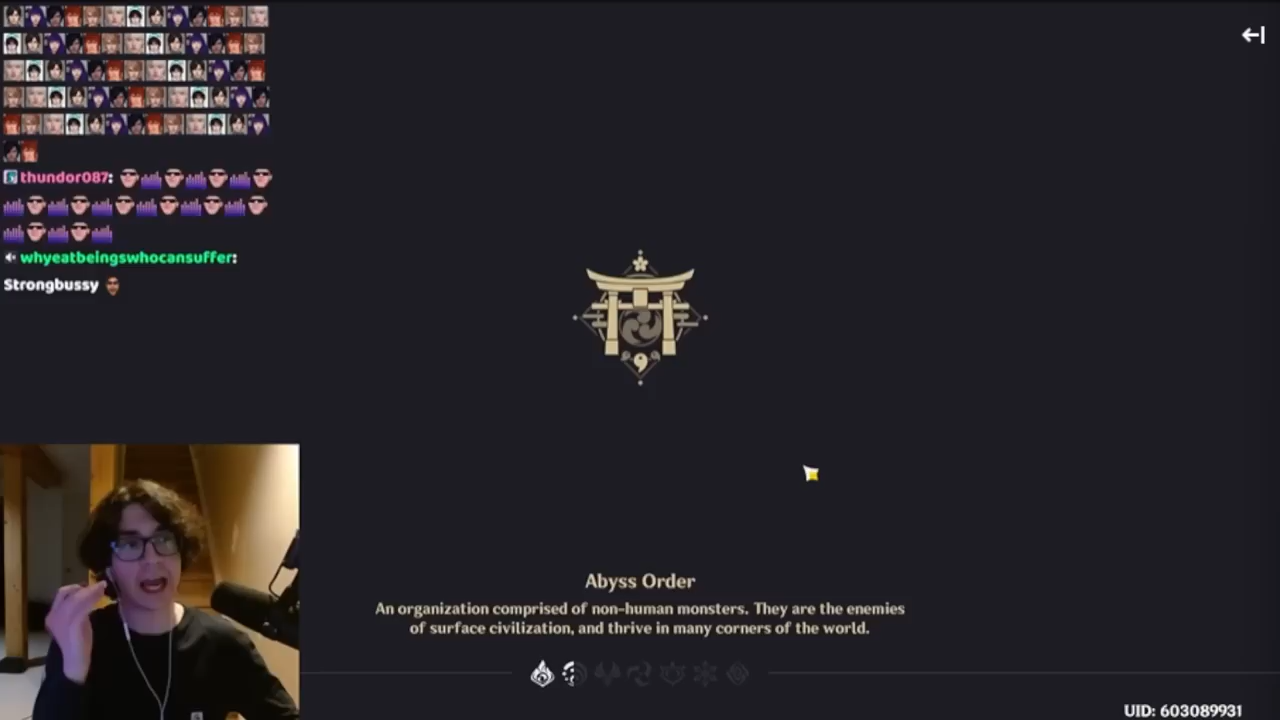 thundor087:
whyeatbeingswhocansuffer:
Strongbussy
Abyss Order
An organization comprised of non-human monsters. They are the enemies
of surface civilization, and thrive in many corners of the world.
UID: 603089931